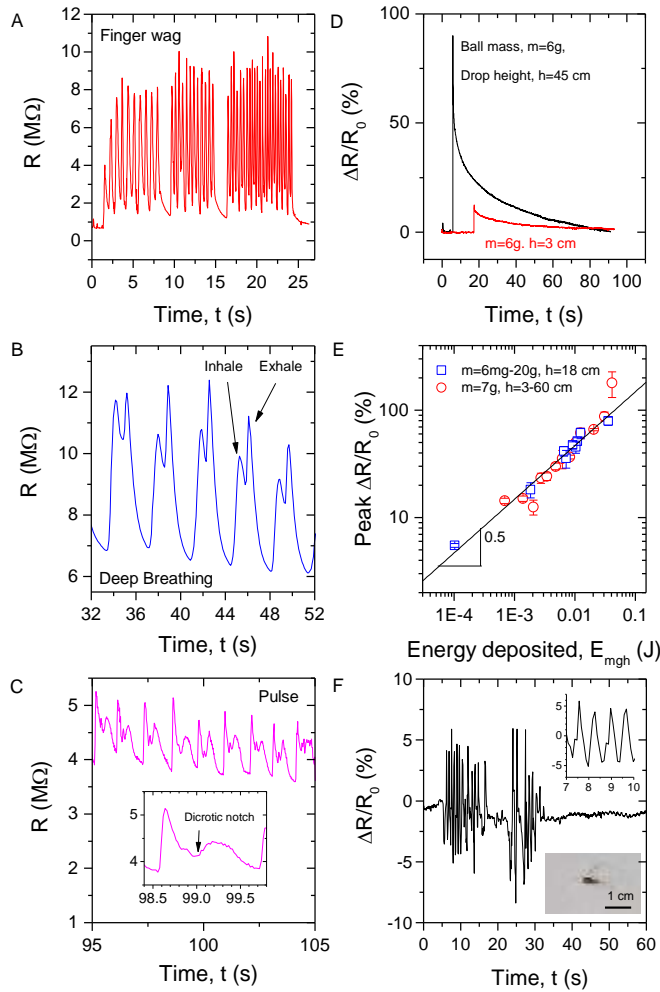 A
Finger wag
12
10
8
6
4
2
0
R (MΩ)
0 5 10 15 20 25
Time, t (s)
B
Inhale
Exhale
12
10
8
6
R (MΩ)
Deep Breathing
32 36 40 44 48 52
Time, t (s)
C
Pulse
5
4
3
2
1
R (MΩ)
Dicrotic notch
5
4
98.5 99.0 99.5
95 100 105
Time, t (s)
D
Ball mass, m=6g,
Drop height, h=45 cm
100
50
0
ΔR/R0 (%)
m=6g. h=3 cm
0 20 40 60 80 100
Time, t (s)
E
m=6mg-20g, h=18 cm
m=7g, h=3-60 cm
100
10
Peak ΔR/R0 (%)
0.5
1E-4 1E-3 0.01 0.1
Energy deposited, Emgh (J)
F
10
5
0
-5
-10
ΔR/R0 (%)
5
0
-5
7 8 9 10
1 cm
0 10 20 30 40 50 60
Time, t (s)